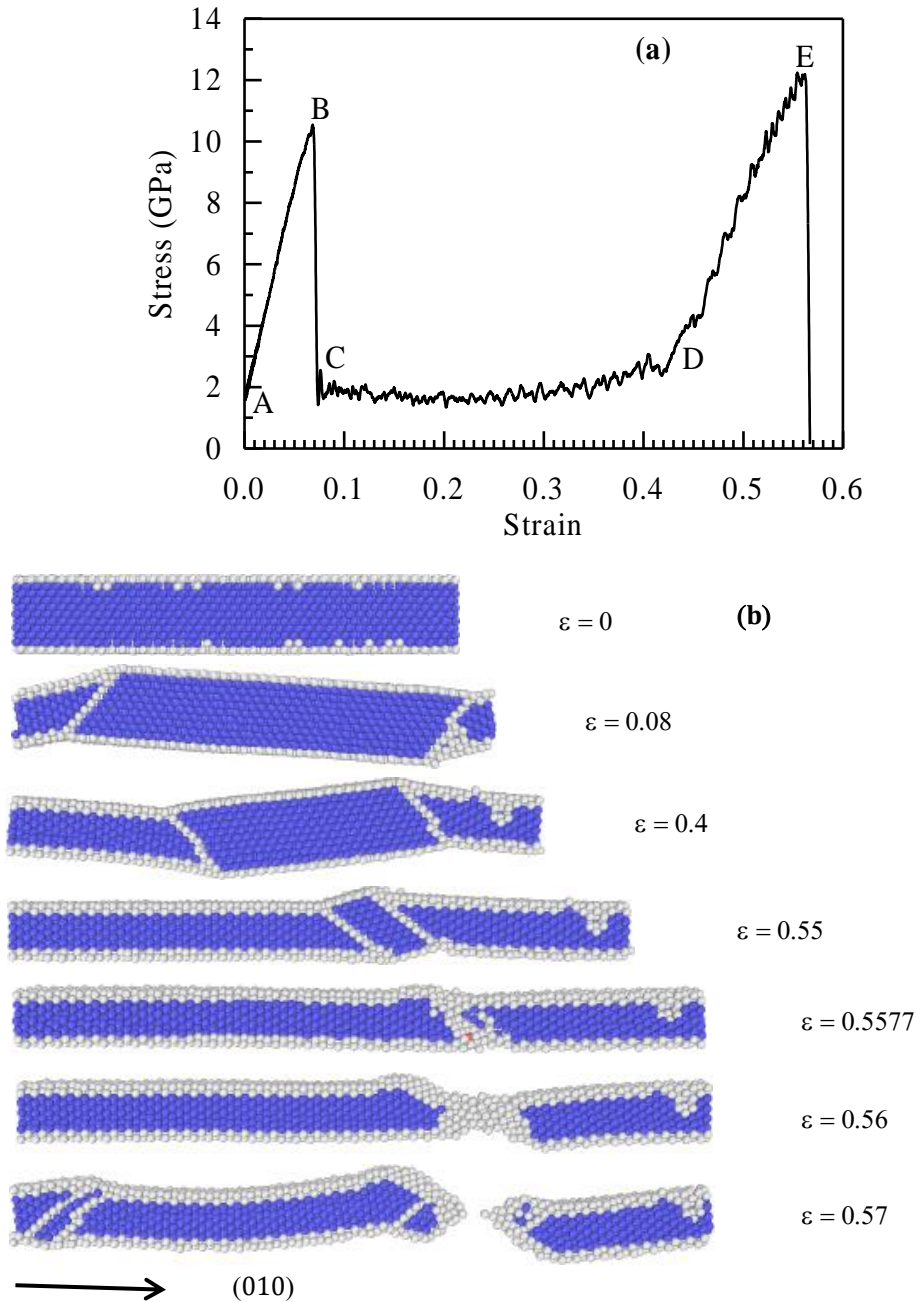 14
(a)
E
12
B
10
8
Stress (GPa)
6
4
D
C
2
A
0
0.0 0.1 0.2 0.3 0.4 0.5 0.6
Strain
ε = 0
(b)
ε = 0.08
ε = 0.4
ε = 0.55
ε = 0.5577
ε = 0.56
ε = 0.57
(010)